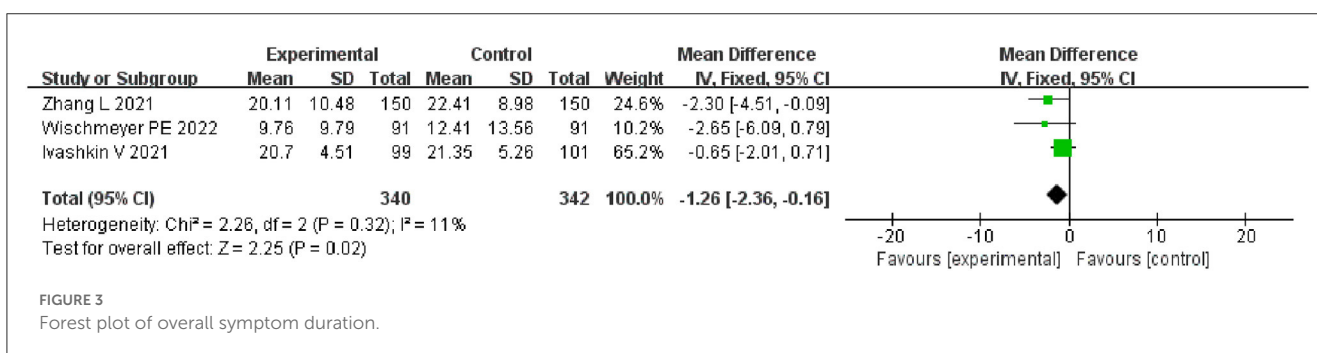 Experimental Control Mean Difference Mean Difference
Study or Subgroup Mean SD Total Mean SD Total Weight IV, Fixed, 95% CI IV, Fixed, 95% CI
Zhang L 2021 20.11 10.48 150 22.41 8.98 150 24.6% -2.30 [-4.51, -0.09]
Wischmeyer PE 2022 9.76 9.79 91 12.41 13.56 91 10.2% -2.65 [-6.09, 0.79]
Ivashkin V 2021 20.7 4.51 99 21.35 5.26 101 65.2% -0.65 [-2.01, 0.71]
Total (95% CI) 340 342 100.0% -1.26 [-2.36, -0.16]
Heterogeneity: Chi² = 2.26, df = 2 (P = 0.32); I² = 11%
Test for overall effect: Z = 2.25 (P = 0.02)
-20 -10 0 10 20
Favours [experimental] Favours [control]
FIGURE 3
Forest plot of overall symptom duration.